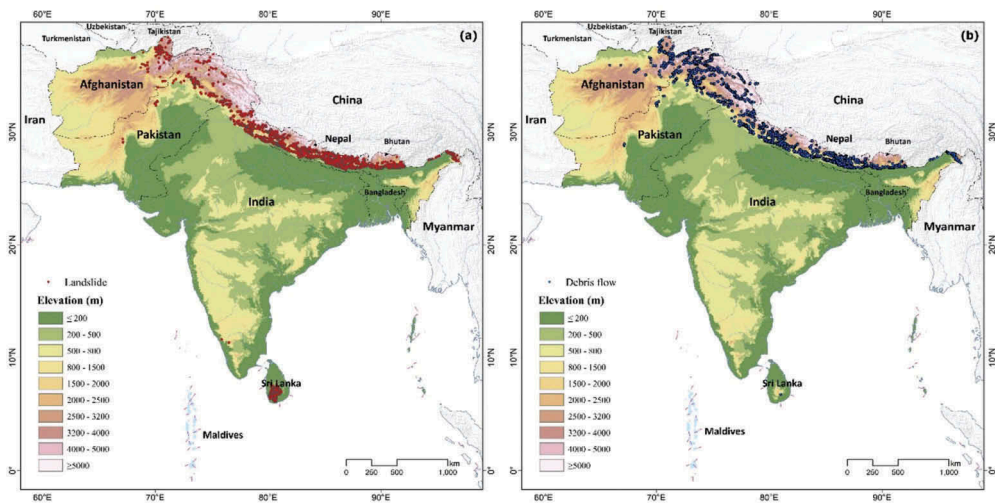 60°E 70°E 80°E 90°E
Uzbekistan
Tajikistan
Turkmenistan
(a)
Afghanistan
China
Iran
Pakistan
Nepal
Bhutan
30°N
Bangladesh
India
Myanmar
20°N
Landslide
Elevation (m)
≤ 200
200 - 500
500 - 800
800 - 1500
1500 - 2000
2000 - 2500
2500 - 3200
3200 - 4000
4000 - 5000
≥5000
10°N
Sri Lanka
Maldives
km
0 250 500 1,000
0°
60°E 70°E 80°E 90°E
60°E 70°E 80°E 90°E
Uzbekistan
Tajikistan
Turkmenistan
(b)
Afghanistan
China
Iran
Pakistan
Nepal
Bhutan
30°N
Bangladesh
India
Myanmar
20°N
Debris flow
Elevation (m)
≤ 200
200 - 500
500 - 800
800 - 1500
1500 - 2000
2000 - 2500
2500 - 3200
3200 - 4000
4000 - 5000
≥5000
10°N
Sri Lanka
Maldives
km
0 250 500 1,000
0°
60°E 70°E 80°E 90°E